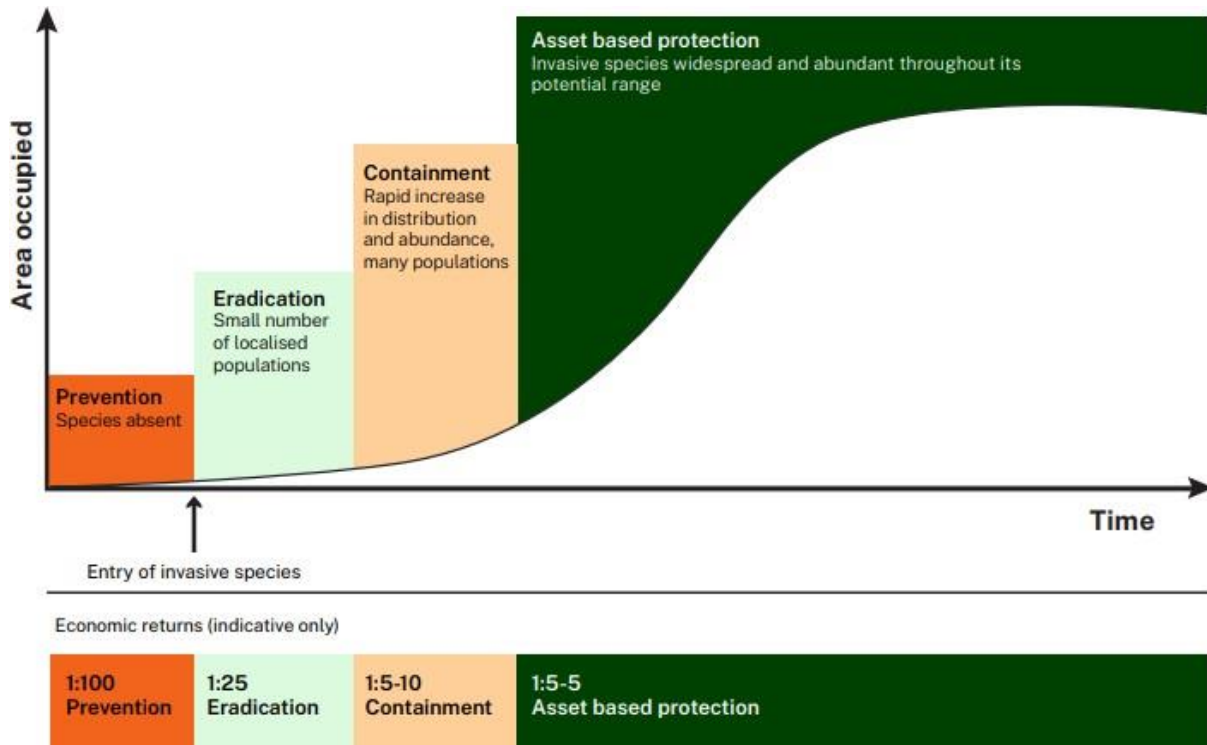 Area occupied
Asset based protection
Invasive species widespread and abundant throughout its
potential range
Containment
Rapid increase
in distribution
and abundance,
many populations
Eradication
Small number
of localised
populations
Prevention
Species absent
Time
Entry of invasive species
Economic returns (indicative only)
1:100
Prevention
1:25
Eradication
1:5-10
Containment
1:5-5
Asset based protection